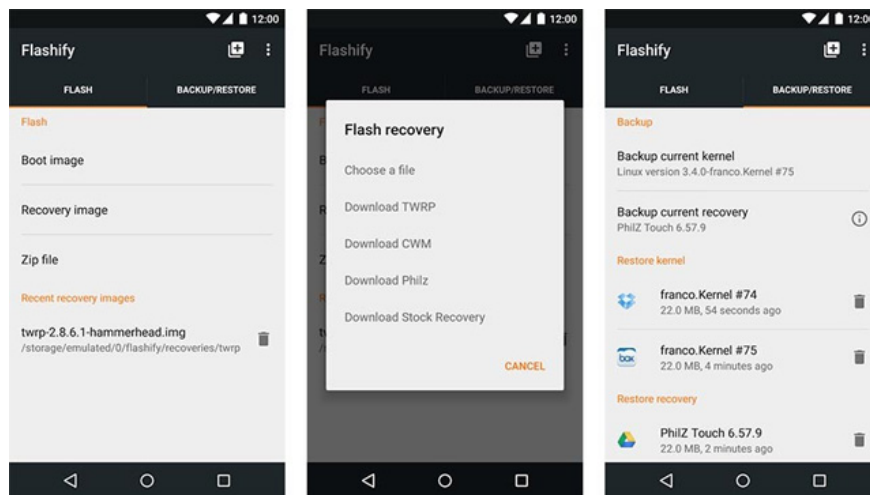 12:00
Flashify
FLASH BACKUP/RESTORE
Flash
Boot image
Recovery image
Zip file
Recent recovery images
twrp-2.8.6.1-hammerhead.img
/storage/emulated/0/flashify/recoveries/twrp
12:00
Flashify
FLASH BACKUP/RESTORE
Flash recovery
Choose a file
Download TWRP
Download CWM
Download Philz
Download Stock Recovery
CANCEL
12:00
Flashify
FLASH BACKUP/RESTORE
Backup
Backup current kernel
Linux version 3.4.0-franco.Kernel #75
Backup current recovery
PhilZ Touch 6.57.9
Restore kernel
franco.Kernel #74
22.0 MB, 54 seconds ago
box
franco.Kernel #75
22.0 MB, 4 minutes ago
Restore recovery
PhilZ Touch 6.57.9
22.0 MB, 2 minutes ago